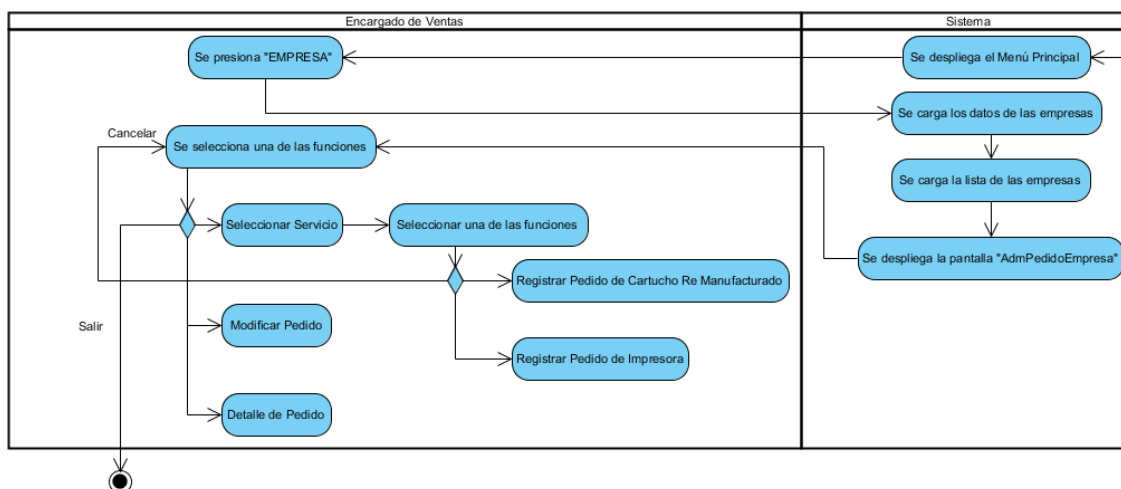 Encargado de Ventas
Sistema
Se presiona "EMPRESA"
Se despliega el Menú Principal
Se carga los datos de las empresas
Cancelar
Se selecciona una de las funciones
Se carga la lista de las empresas
Seleccionar Servicio
Seleccionar una de las funciones
Se despliega la pantalla "AdmPedidoEmpresa"
Registrar Pedido de Cartucho Re Manufacturado
Salir
Modificar Pedido
Registrar Pedido de Impresora
Detalle de Pedido